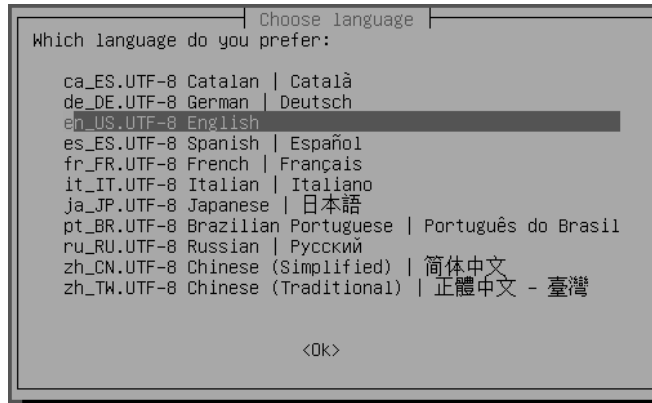 Choose language
Which language do you prefer:
ca_ES.UTF-8 Catalan | Català
de_DE.UTF-8 German | Deutsch
en_US.UTF-8 English
es_ES.UTF-8 Spanish | Español
fr_FR.UTF-8 French | Français
it_IT.UTF-8 Italian | Italiano
ja_JP.UTF-8 Japanese | 日本語
pt_BR.UTF-8 Brazilian Portuguese | Português do Brasil
ru_RU.UTF-8 Russian | Русский
zh_CN.UTF-8 Chinese (Simplified) | 简体中文
zh_TW.UTF-8 Chinese (Traditional) | 正體中文 - 臺灣
<Ok>